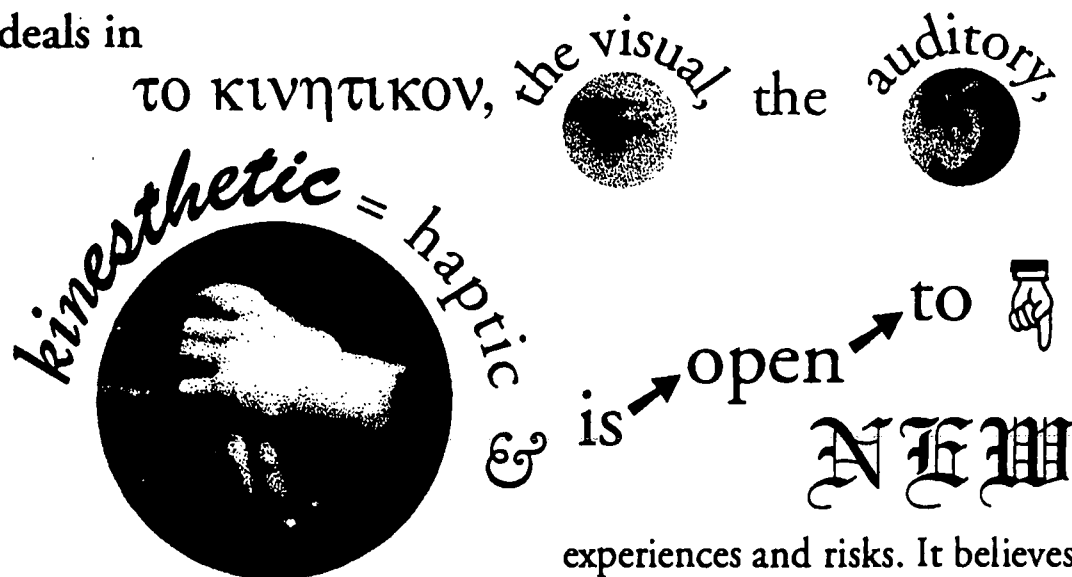 deals in
το κινητικον, the visual, the auditory,
kinesthetic = haptic &
is open to
NEW
experiences and risks. It believes